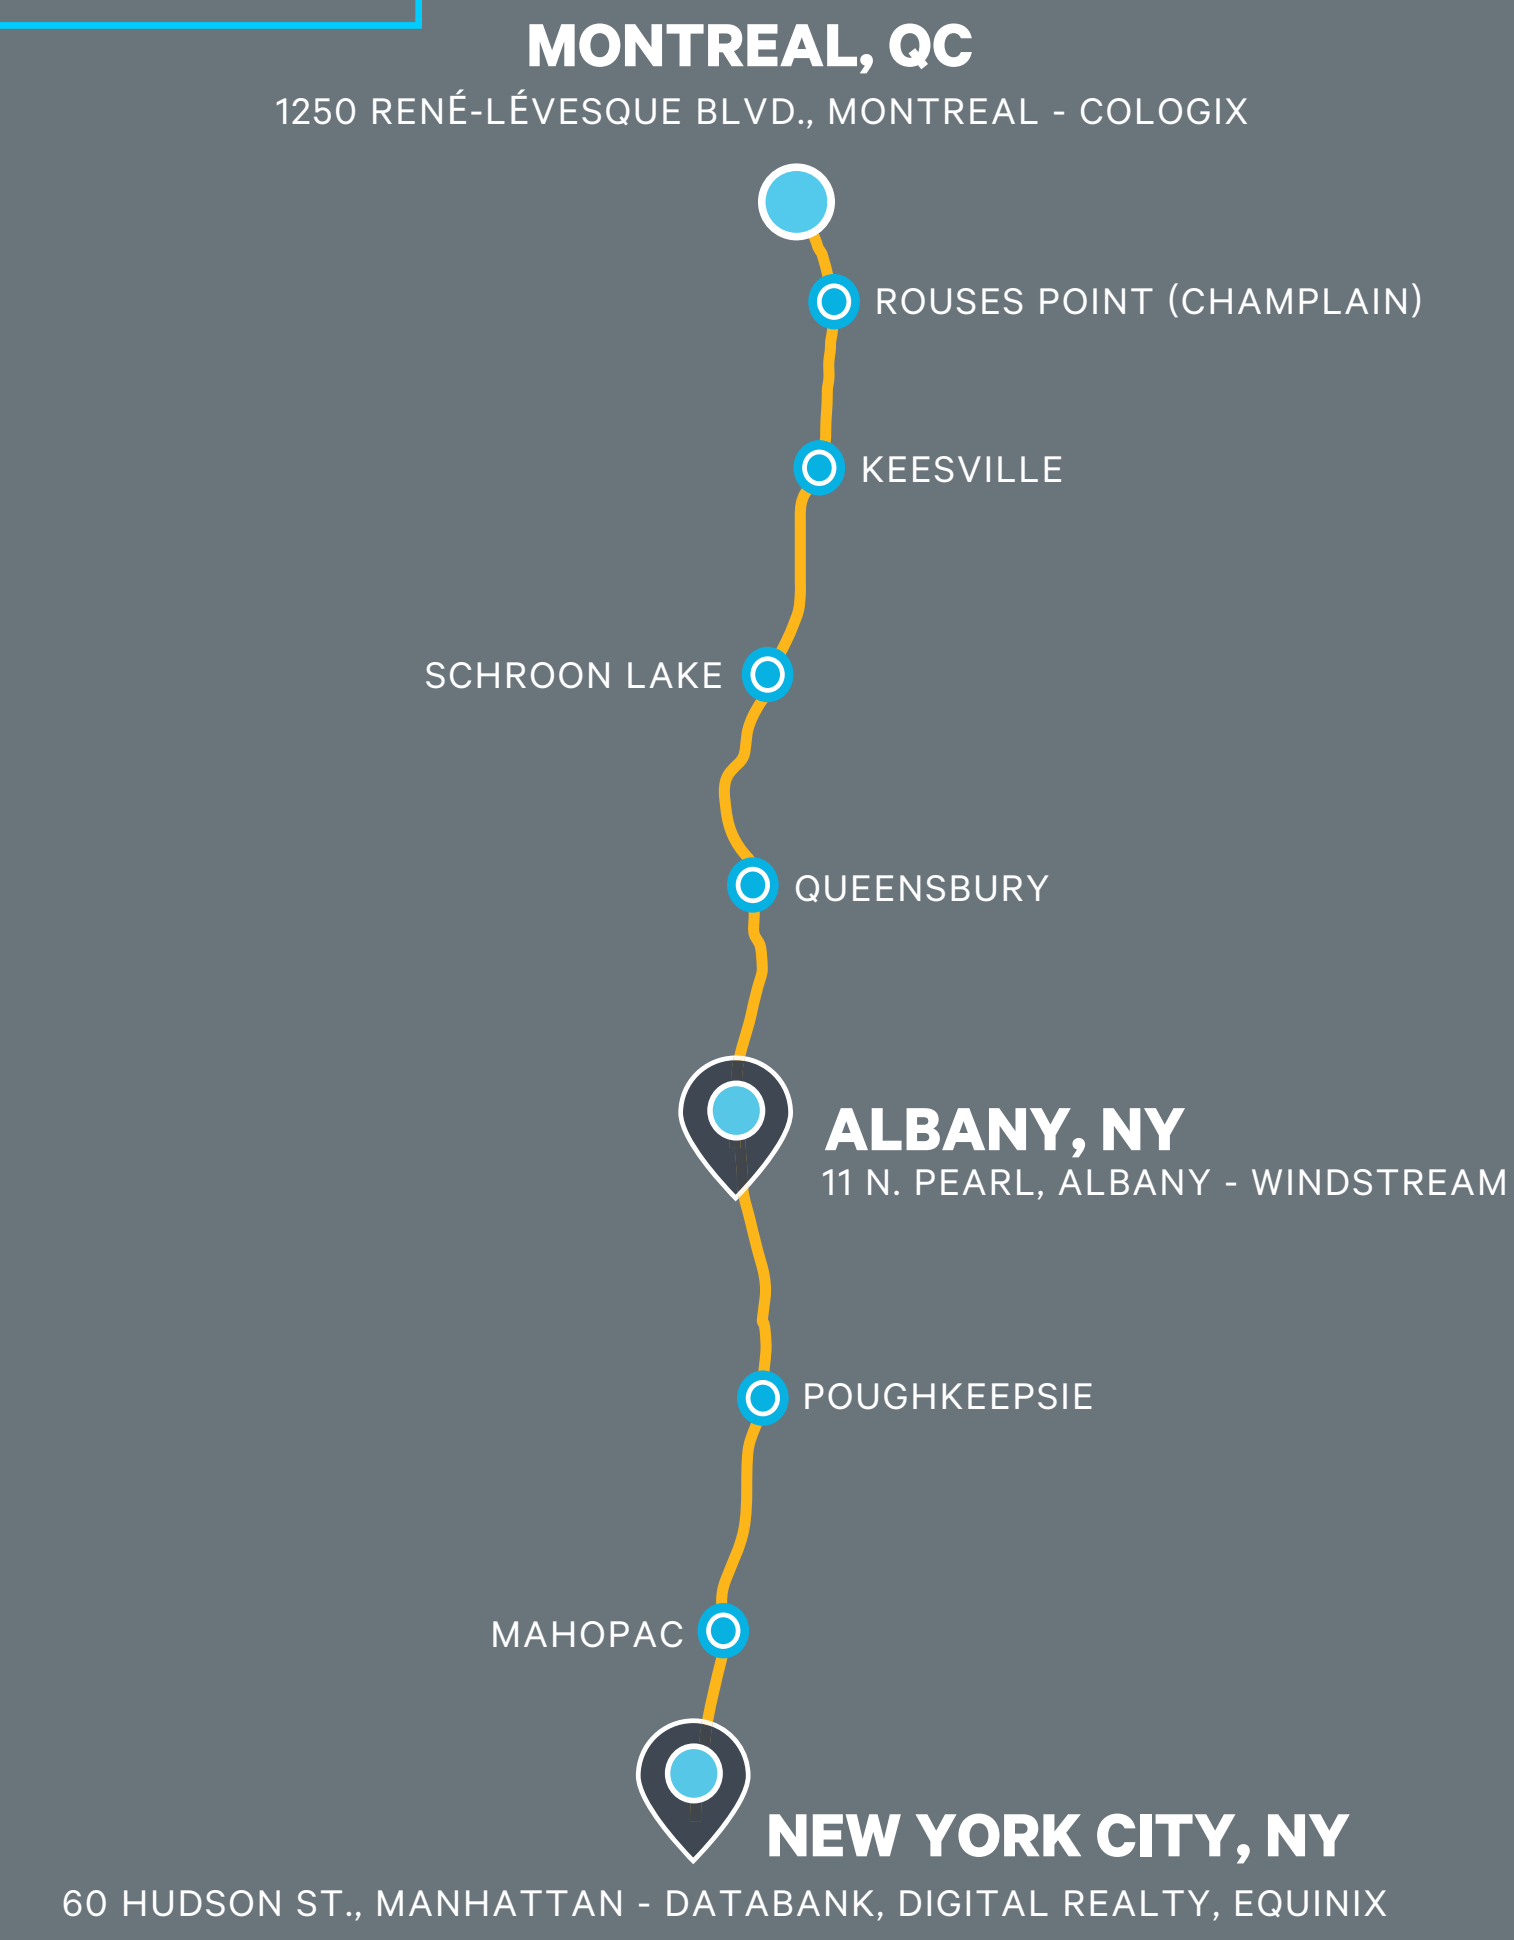 MONTREAL, QC
1250 RENÉ-LÉVESQUE BLVD., MONTREAL - COLOGIX
ROUSES POINT (CHAMPLAIN)
KEESVILLE
SCHROON LAKE
QUEENSBURY
ALBANY, NY
11 N. PEARL, ALBANY - WINDSTREAM
POUGHKEEPSIE
MAHOPAC
NEW YORK CITY, NY
60 HUDSON ST., MANHATTAN - DATABANK, DIGITAL REALTY, EQUINIX